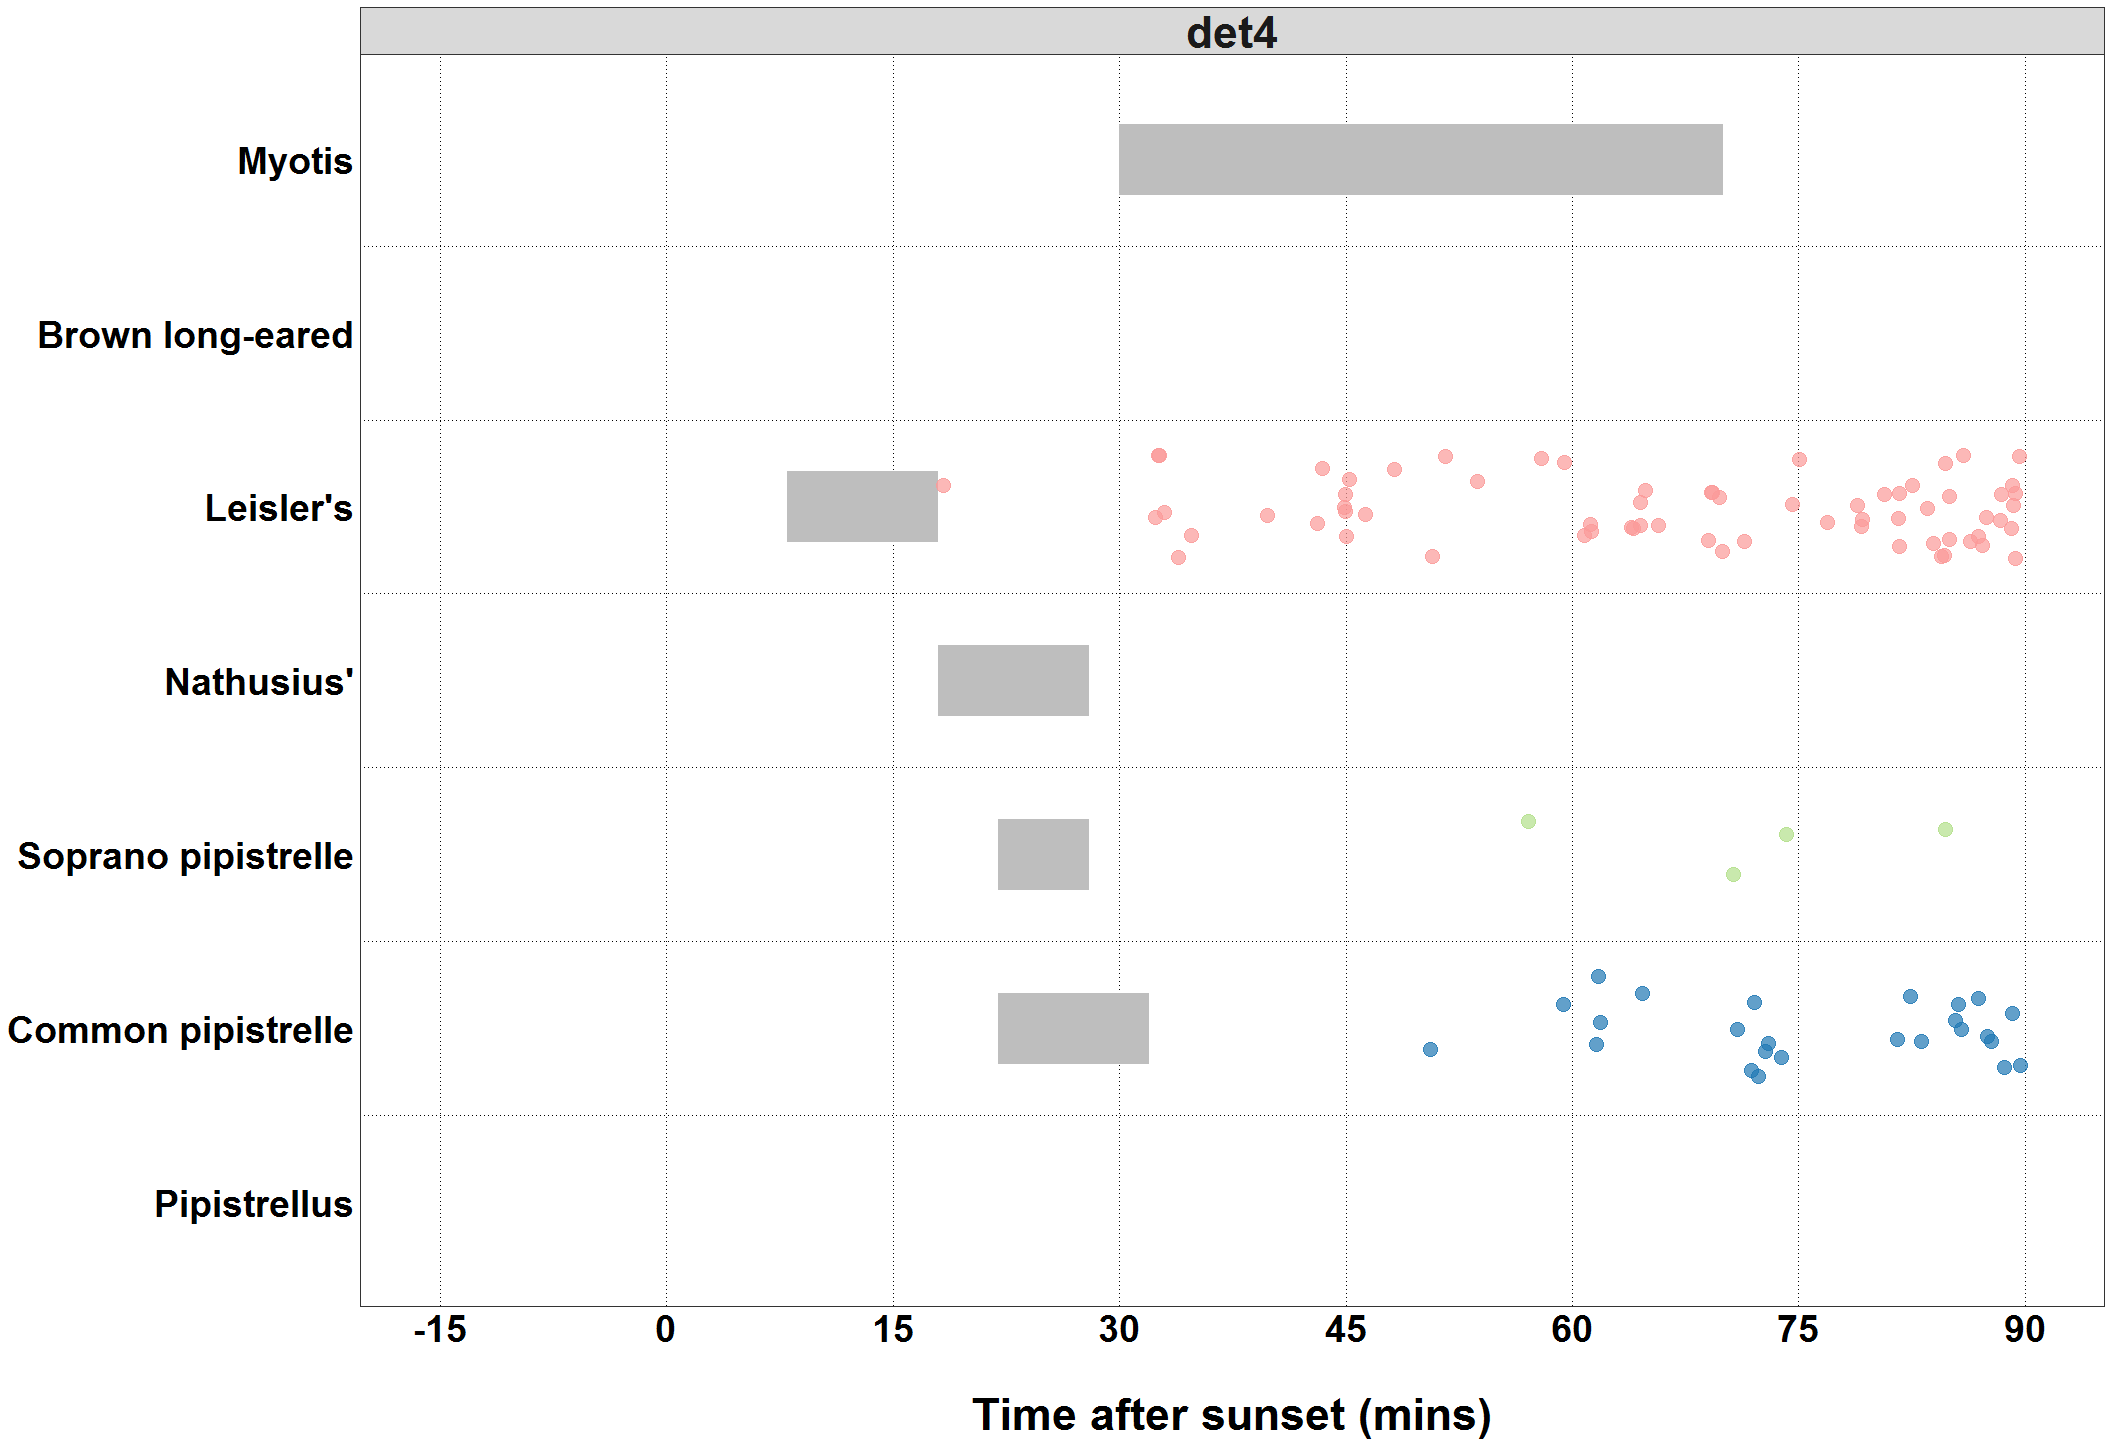 det4
Myotis
Brown long-eared
Leisler's
Nathusius'
Soprano pipistrelle
Common pipistrelle
Pipistrellus
-15 0 15 30 45 60 75 90
Time after sunset (mins)